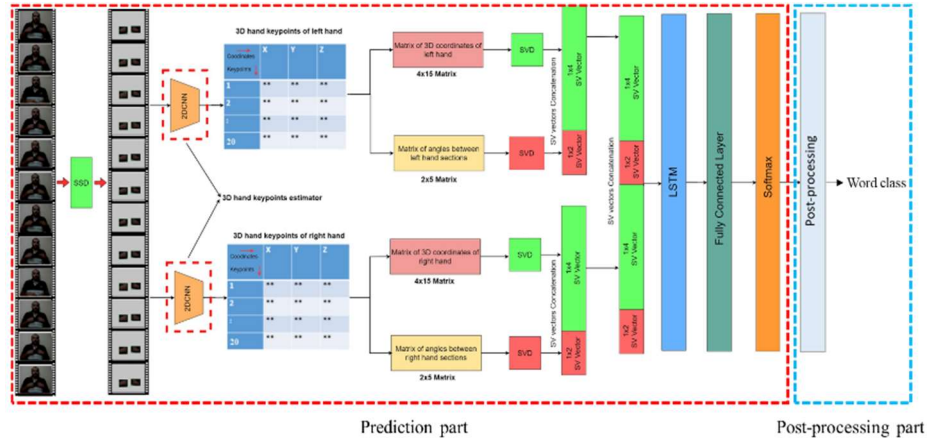 SSD
2DCNN
3D hand keypoints of left hand
Coordinates
Keypoints
X Y Z
1 ** ** **
2 ** ** **
: ** ** **
20 ** ** **
Matrix of 3D coordinates of
left hand
4x15 Matrix
SVD
Matrix of angles between
left hand sections
2x5 Matrix
SVD
SV vectors Concatenation
1x4
SV Vector
1x2
SV Vector
3D hand keypoints estimator
2DCNN
3D hand keypoints of right hand
Coordinates
Keypoints
X Y Z
1 ** ** **
2 ** ** **
: ** ** **
20 ** ** **
Matrix of 3D coordinates of
right hand
4x15 Matrix
SVD
Matrix of angles between
right hand sections
2x5 Matrix
SVD
SV vectors Concatenation
1x4
SV Vector
1x2
SV Vector
SV vectors Concatenation
1x4
SV Vector
1x2
SV Vector
1x4
SV Vector
1x2
SV Vector
LSTM
Fully Connected Layer
Softmax
Post-processing
Word class
Prediction part
Post-processing part